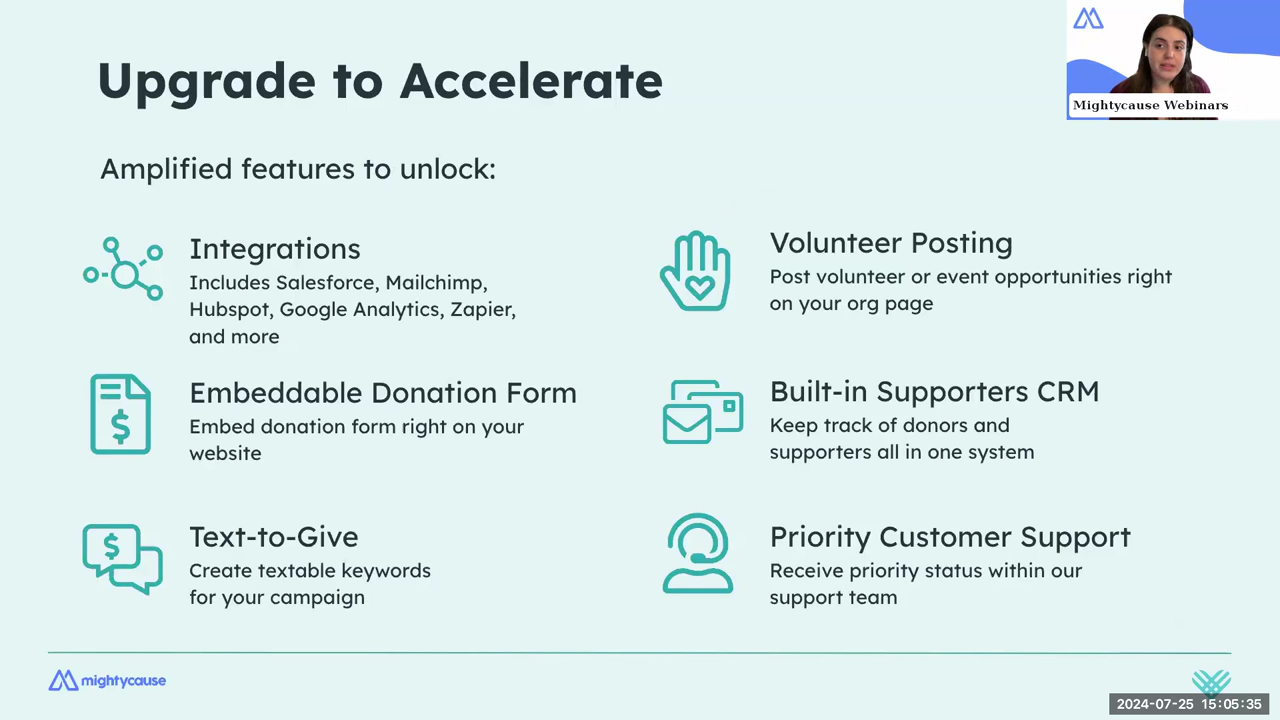 Upgrade to Accelerate
Mightycause Webinars
Amplified features to unlock:
Integrations
Includes Salesforce, Mailchimp,
Hubspot, Google Analytics, Zapier,
and more
Volunteer Posting
Post volunteer or event opportunities right
on your org page
Embeddable Donation Form
Embed donation form right on your
website
Built-in Supporters CRM
Keep track of donors and
supporters all in one system
$
Text-to-Give
Create textable keywords
for your campaign
$
Priority Customer Support
Receive priority status within our
support team
mightycause
2024-07-25 15:05:35